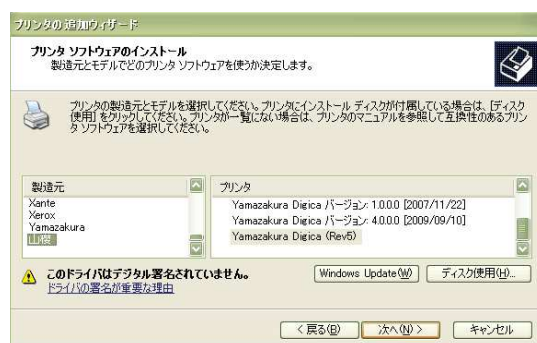 プリンタの追加ウィザード
プリンタ ソフトウェアのインストール
製造元とモデルでどのプリンタ ソフトウェアを使うか決定します。
プリンタの製造元とモデルを選択してください。プリンタにインストール ディスクが付属している場合は、[ディスク
使用] をクリックしてください。プリンタが一覧にない場合は、プリンタのマニュアルを参照して互換性のあるプリン
タ ソフトウェアを選択してください。
製造元
Xante
Xerox
Yamazakura
山櫻
プリンタ
Yamazakura Digica バージョン: 1.0.0.0 [2007/11/22]
Yamazakura Digica バージョン: 4.0.0.0 [2009/09/10]
Yamazakura Digica (Rev5)
このドライバはデジタル署名されていません。
ドライバの署名が重要な理由
Windows Update(W)
ディスク使用(H)...
< 戻る(B)
次へ(N) >
キャンセル